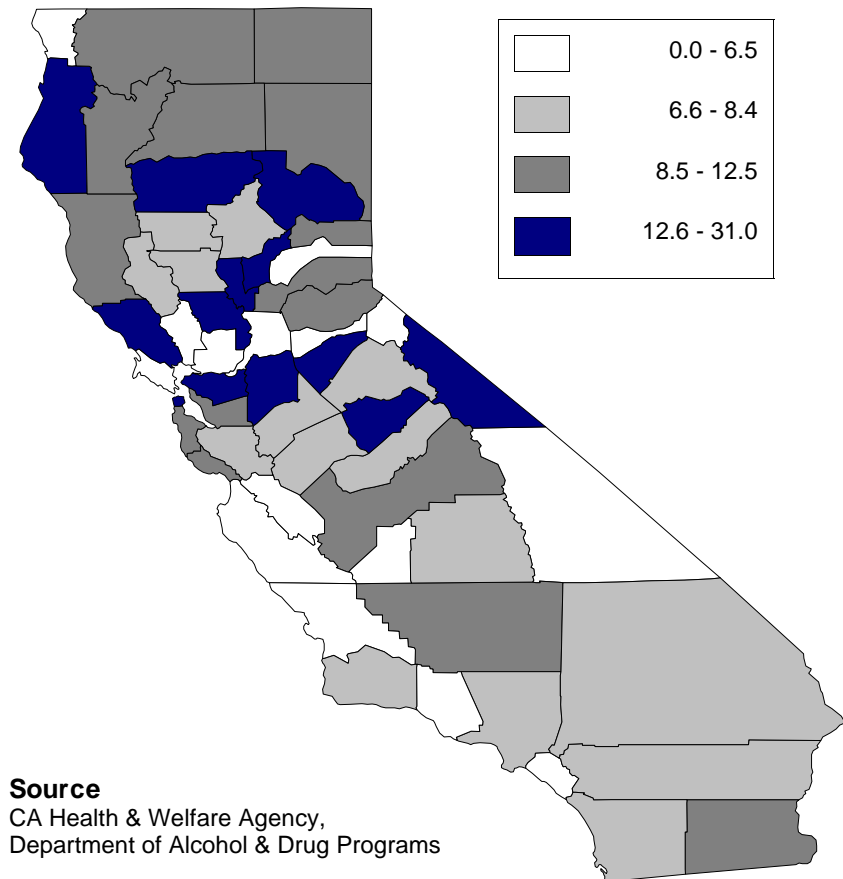 0.0 - 6.5
6.6 - 8.4
8.5 - 12.5
12.6 - 31.0
Source
CA Health & Welfare Agency,
Department of Alcohol & Drug Programs